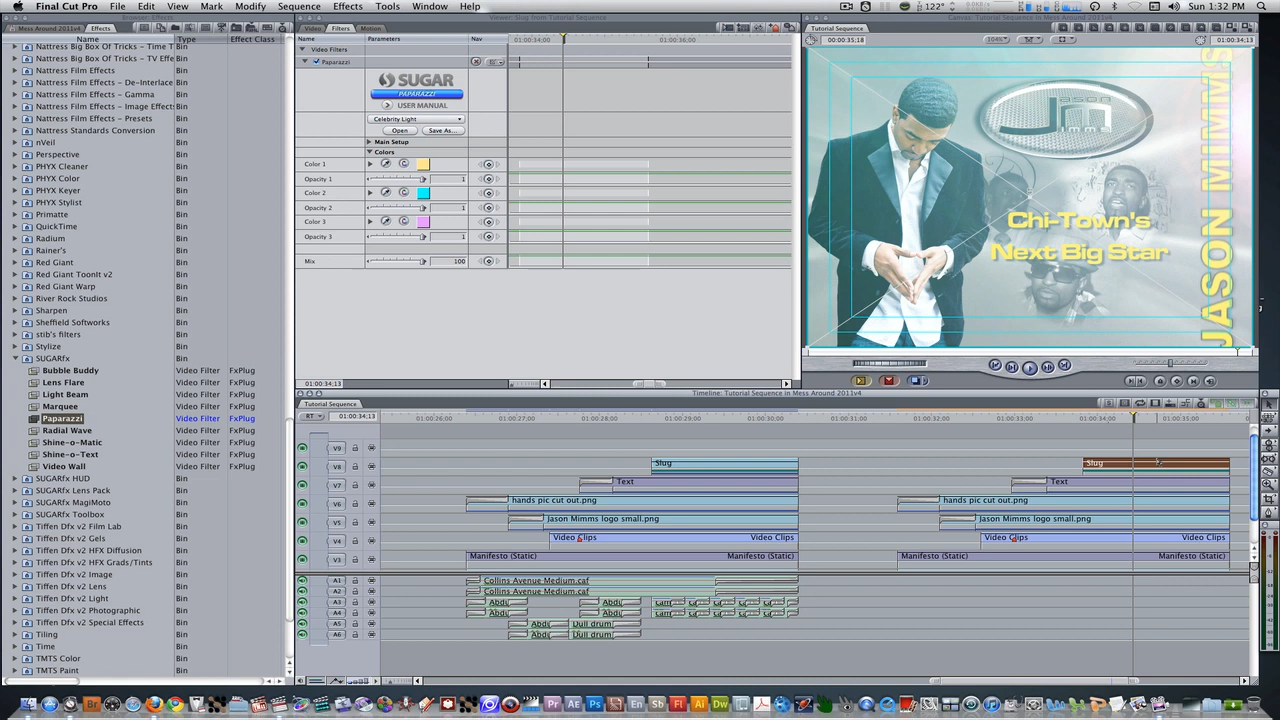 Final Cut Pro File Edit View Mark Modify Sequence Effects Tools Window Help
122° Sun 1:32 PM
Browser: Effects
Mess Around 2011v4 Effects
Name Type Effect Class
Nattress Big Box Of Tricks - Time T Bin
Nattress Big Box Of Tricks - TV Effe Bin
Nattress Film Effects Bin
Nattress Film Effects - De-Interlace Bin
Nattress Film Effects - Gamma Bin
Nattress Film Effects - Image Effect: Bin
Nattress Film Effects - Presets Bin
Nattress Standards Conversion Bin
nVeil Bin
Perspective Bin
PHYX Cleaner Bin
PHYX Color Bin
PHYX Keyer Bin
PHYX Stylist Bin
Primatte Bin
QuickTime Bin
Radium Bin
Rainer's Bin
Red Giant Bin
Red Giant ToonIt v2 Bin
Red Giant Warp Bin
River Rock Studios Bin
Sharpen Bin
Sheffield Softworks Bin
stib's filters Bin
Stylize Bin
SUGARfx Bin
Bubble Buddy Video Filter FxPlug
Lens Flare Video Filter FxPlug
Light Beam Video Filter FxPlug
Marquee Video Filter FxPlug
Paparazzi Video Filter FxPlug
Radial Wave Video Filter FxPlug
Shine-o-Matic Video Filter FxPlug
Shine-o-Text Video Filter FxPlug
Video Wall Video Filter FxPlug
SUGARfx HUD Bin
SUGARfx Lens Pack Bin
SUGARfx MagiMoto Bin
SUGARfx Toolbox Bin
Tiffen Dfx v2 Film Lab Bin
Tiffen Dfx v2 Gels Bin
Tiffen Dfx v2 HFX Diffusion Bin
Tiffen Dfx v2 HFX Grads/Tints Bin
Tiffen Dfx v2 Image Bin
Tiffen Dfx v2 Lens Bin
Tiffen Dfx v2 Light Bin
Tiffen Dfx v2 Photographic Bin
Tiffen Dfx v2 Special Effects Bin
Tiling Bin
Time Bin
TMTS Color Bin
TMTS Paint Bin
Viewer: Slug from Tutorial Sequence
Video Filters Motion
Name Parameters Nav 01:00:34:00 01:00:36:00
Video Filters
Paparazzi
SUGAR
PAPARAZZI
USER MANUAL
Celebrity Light
Open Save As...
Main Setup
Colors
Color 1
Opacity 1 1
Color 2
Opacity 2 1
Color 3
Opacity 3 1
Mix 100
01:00:34;13
Canvas: Tutorial Sequence in Mess Around 2011v4
Tutorial Sequence
00:00:35;18 104% 01:00:34;13
Jason
JM
imms
Chi-Town's
Next Big Star
JASON MIMMS
Timeline: Tutorial Sequence in Mess Around 2011v4
Tutorial Sequence
RT 01:00:34;13 01:00:26:00 01:00:27:00 01:00:28:00 01:00:29:00 01:00:30:00 01:00:32:00 01:00:33:00 01:00:34:00 01:00:35:00
V9
V8 Slug Slug
V7 Text Text
V6 hands pic cut out.png hands pic cut out.png
V5 Jason Mimms logo small.png Jason Mimms logo small.png
V4 Video Clips Video Clips Video Clips Video Clips
V3 Manifesto (Static) Manifesto (Static) Manifesto (Static) Manifesto (Static)
A1 Collins Avenue Medium.caf
A2 Collins Avenue Medium.caf
A3 Abdu Abdu cam
A4 Abdu Abdu cam
A5 Abdu Dull drum
A6 Abdu Dull drum
Br Pr Ae Ps En Sb Fl Ai Dw